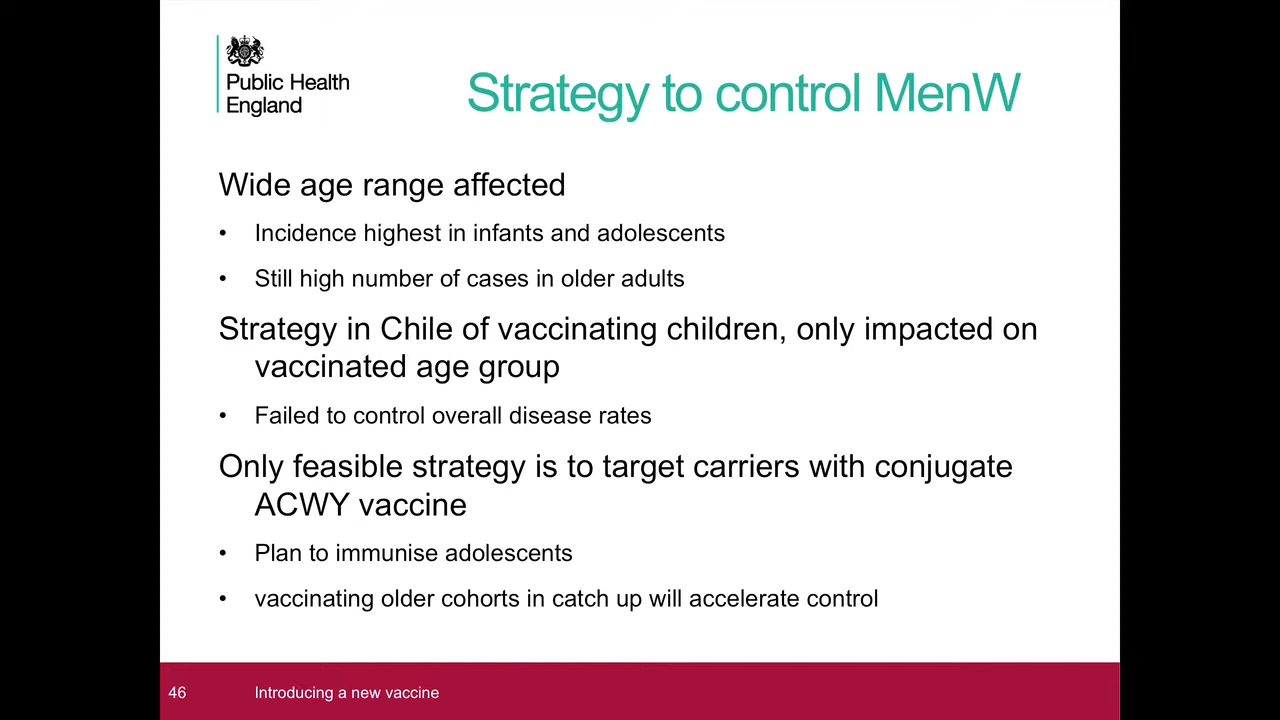 Public Health
England
Strategy to control MenW
Wide age range affected
• Incidence highest in infants and adolescents
• Still high number of cases in older adults
Strategy in Chile of vaccinating children, only impacted on
vaccinated age group
• Failed to control overall disease rates
Only feasible strategy is to target carriers with conjugate
ACWY vaccine
• Plan to immunise adolescents
• vaccinating older cohorts in catch up will accelerate control
46 Introducing a new vaccine